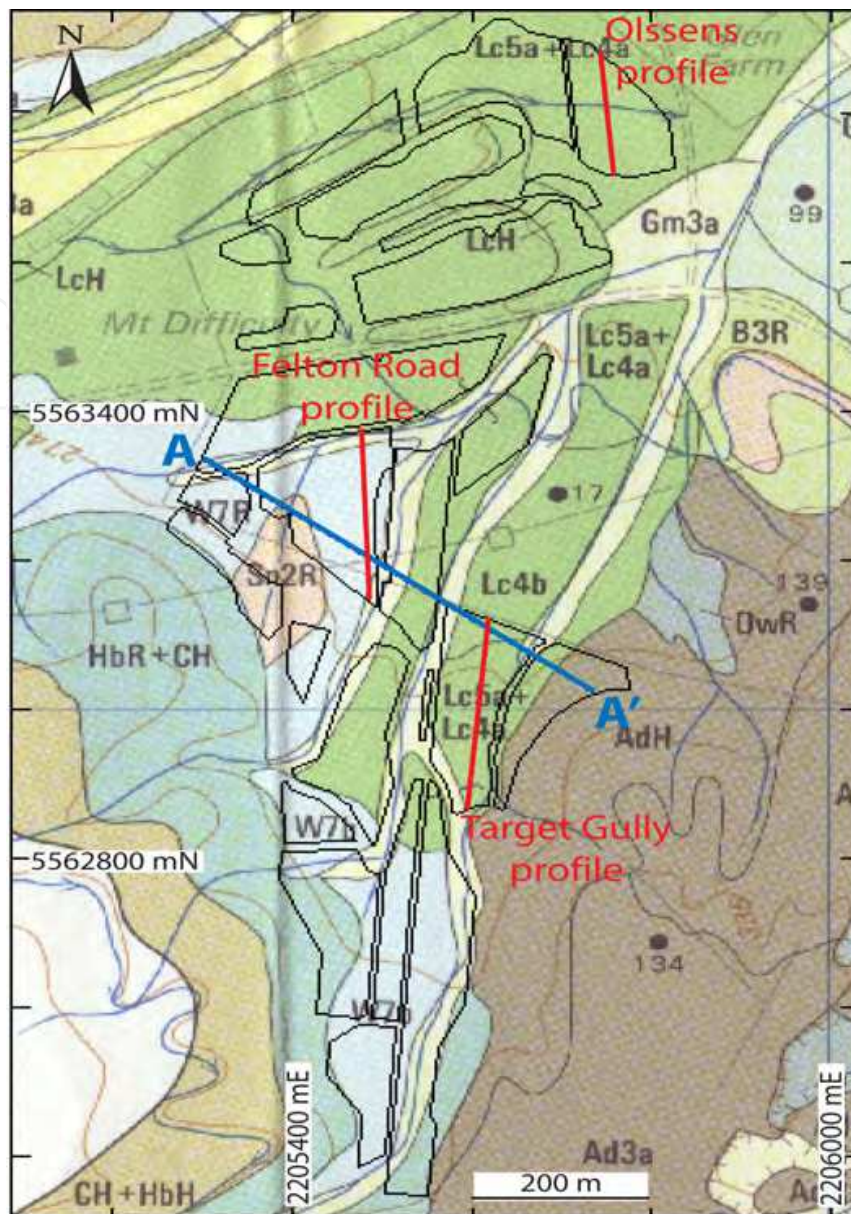 Olssens
profile
N
Lc5a+Lc4a
Farm
99
Gm3a
LcH
LcH
Mt Difficulty
Lc5a+
Lc4a
B3R
Felton Road
profile
5563400 mN
274
A
17
W7R
Sn2R
Lc4b
139
DwR
HbR+CH
Lc5a+
A'
AdH
W7b
Target Gully
profile
5562800 mN
134
W7b
2205400 mE
2206000 mE
200 m
Ad3a
CH+HbH